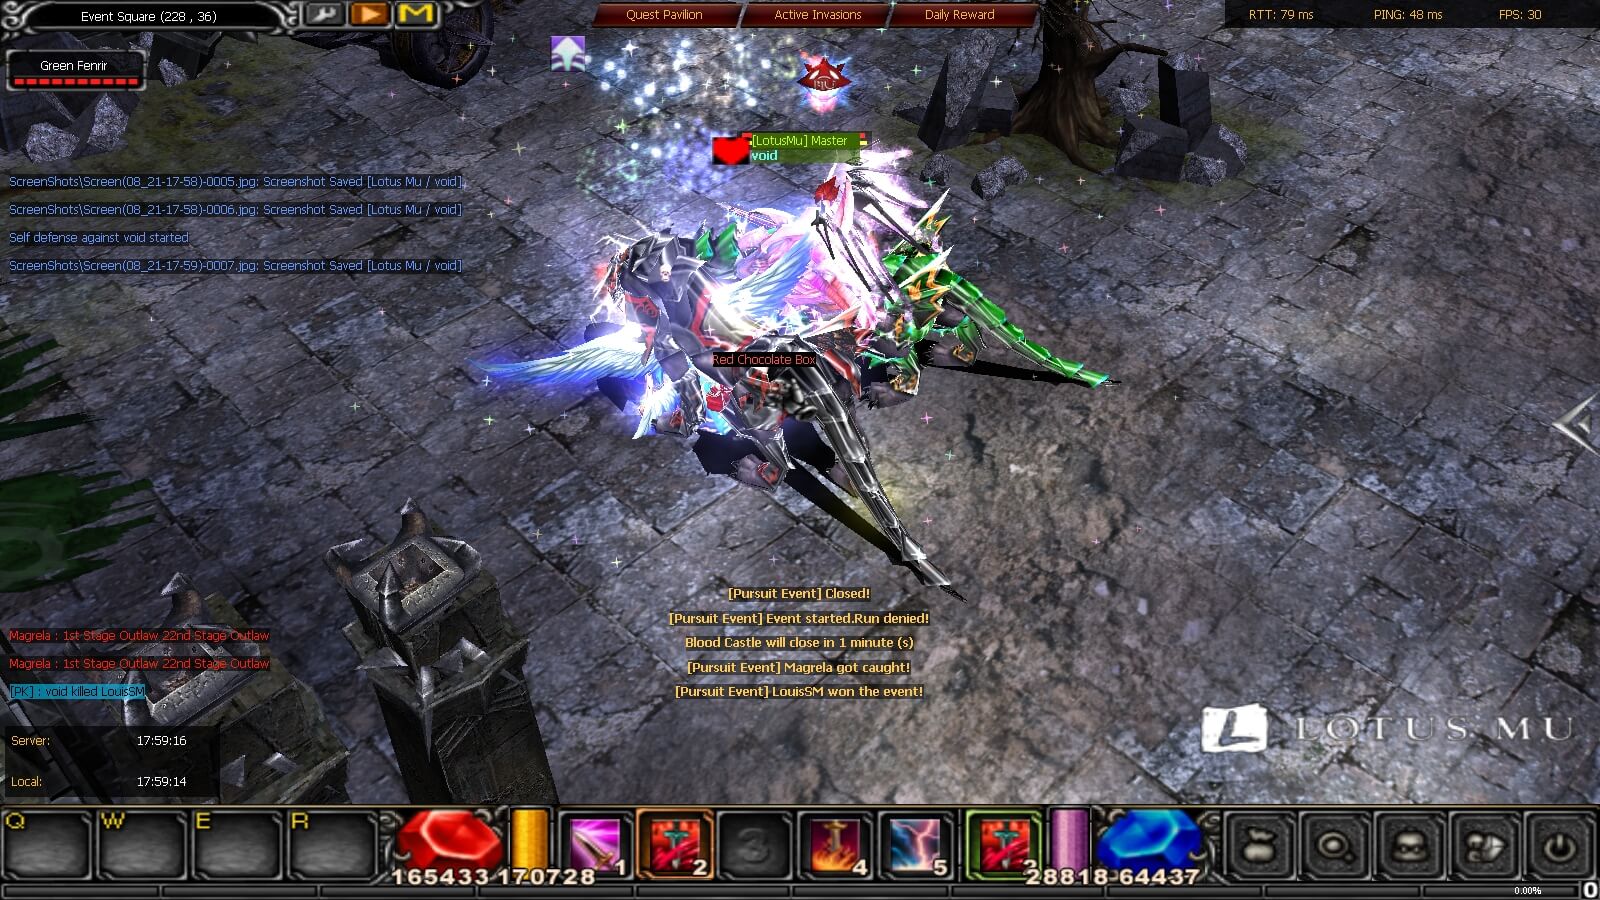 Event Square (228 , 36)
Quest Pavilion
Active Invasions
Daily Reward
RTT: 79 ms
PING: 48 ms
FPS: 30
Green Fenrir
[LotusMu] Master
void
ScreenShots\Screen(08_21-17-58)-0005.jpg: Screenshot Saved [Lotus Mu / void]
ScreenShots\Screen(08_21-17-58)-0006.jpg: Screenshot Saved [Lotus Mu / void]
Self defense against void started
ScreenShots\Screen(08_21-17-59)-0007.jpg: Screenshot Saved [Lotus Mu / void]
Red Chocolate Box
[Pursuit Event] Closed!
[Pursuit Event] Event started.Run denied!
Blood Castle will close in 1 minute (s)
[Pursuit Event] Magrela got caught!
[Pursuit Event] LouisSM won the event!
Magrela : 1st Stage Outlaw 22nd Stage Outlaw
Magrela : 1st Stage Outlaw 22nd Stage Outlaw
[PK] : void killed LouisSM
Server: 17:59:16
Local: 17:59:14
L LOTUS MU
Q W E R
1 2 3 4 5 2
165433 170728 28818 64437
0.00% 0